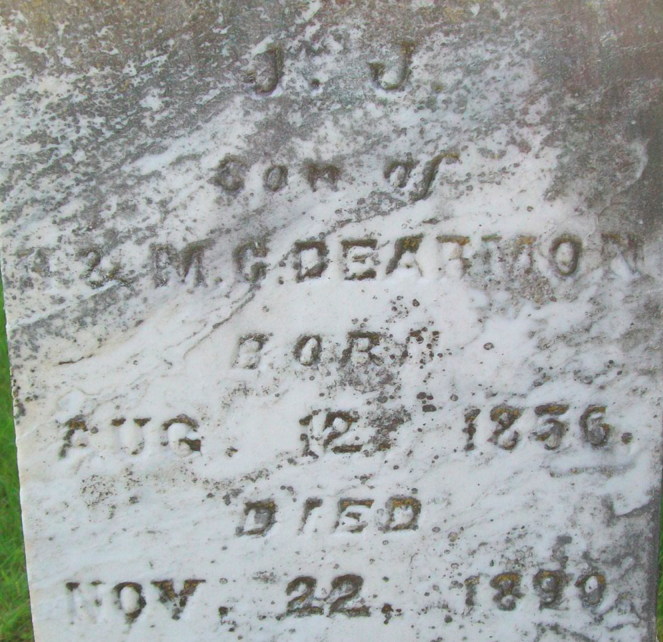 J. J.
Son of
& M. C. DEARMON
BORN
AUG. 12, 1856.
DIED
NOV. 22, 1890